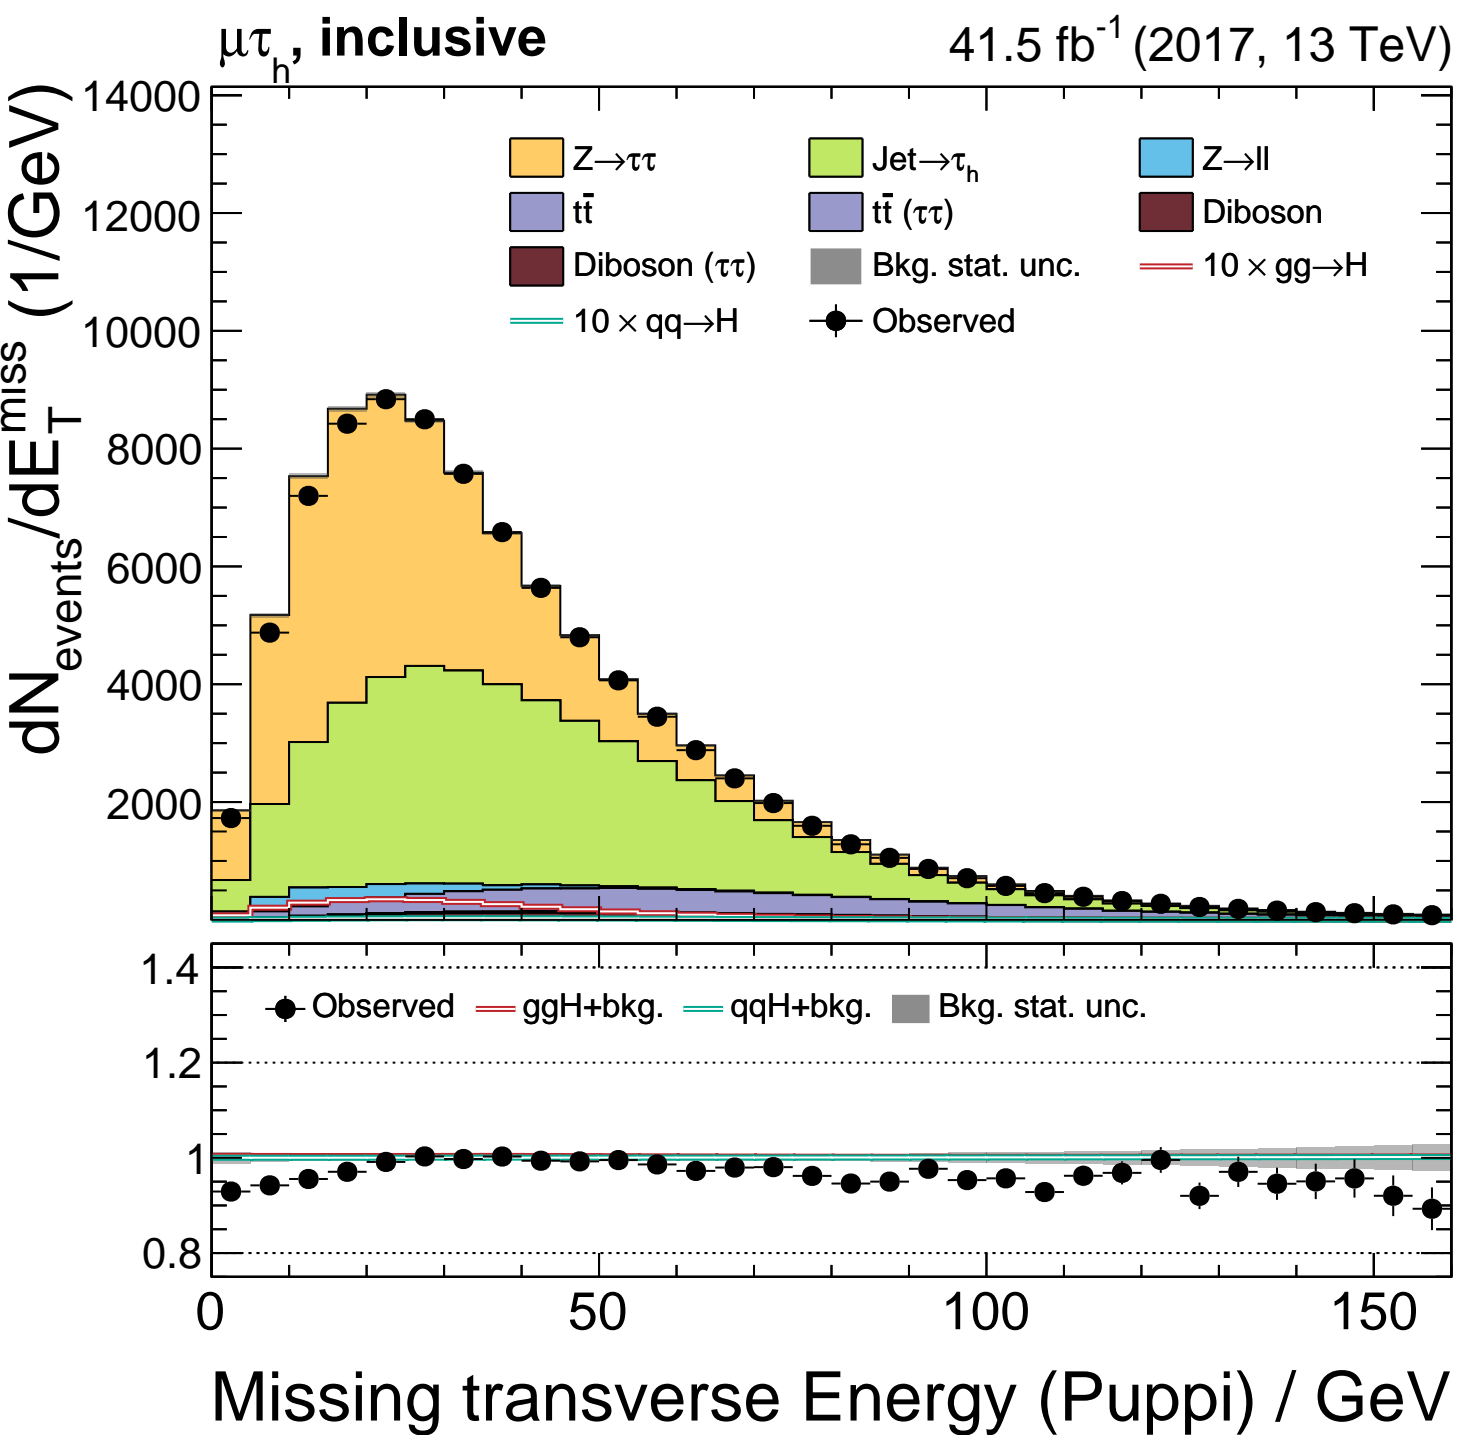 μτₕ, inclusive 41.5 fb⁻¹ (2017, 13 TeV)
dN_events/dE_T^miss (1/GeV)
14000
12000
10000
8000
6000
4000
2000
Z→ττ Jet→τₕ Z→ll
tt̄ tt̄ (ττ) Diboson
Diboson (ττ) Bkg. stat. unc. 10 × gg→H
10 × qq→H Observed
1.4
1.2
1
0.8
Observed ggH+bkg. qqH+bkg. Bkg. stat. unc.
0 50 100 150
Missing transverse Energy (Puppi) / GeV